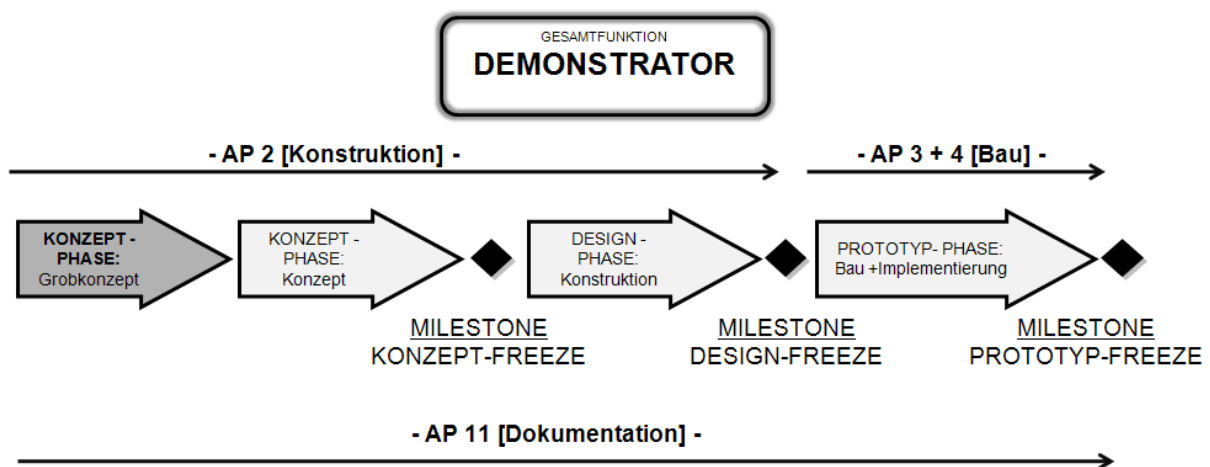 GESAMTFUNKTION
DEMONSTRATOR
- AP 2 [Konstruktion] -
- AP 3 + 4 [Bau] -
KONZEPT -
PHASE:
Grobkonzept
KONZEPT -
PHASE:
Konzept
DESIGN -
PHASE:
Konstruktion
PROTOTYP- PHASE:
Bau +Implementierung
MILESTONE
KONZEPT-FREEZE
MILESTONE
DESIGN-FREEZE
MILESTONE
PROTOTYP-FREEZE
- AP 11 [Dokumentation] -